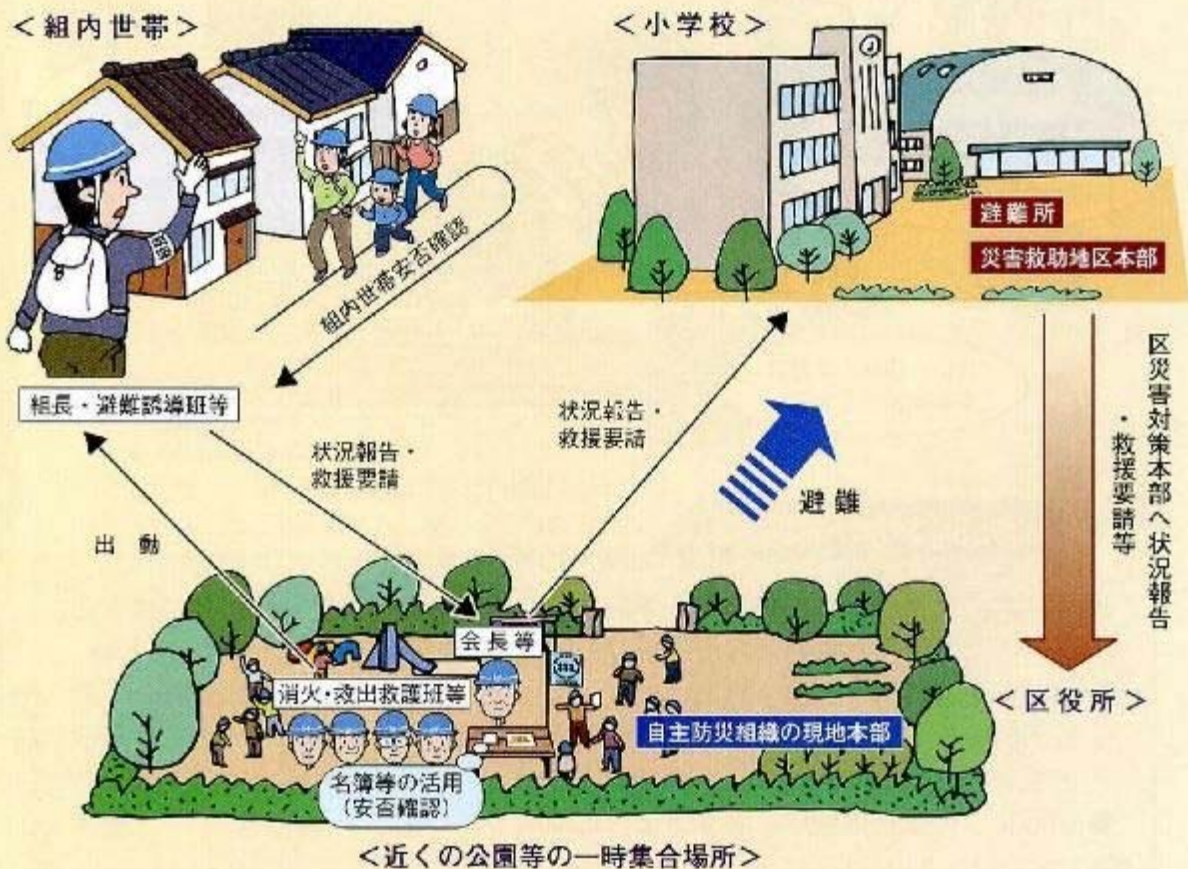 ＜組内世帯＞
＜小学校＞
避難所
災害救助地区本部
組内世帯安否確認
組長・避難誘導班等
状況報告・
救援要請
状況報告・
救援要請
避難
出動
区災害対策本部へ状況報告
・救援要請等
会長等
消火・救出救護班等
自主防災組織の現地本部
名簿等の活用
(安否確認)
＜区役所＞
＜近くの公園等の一時集合場所＞